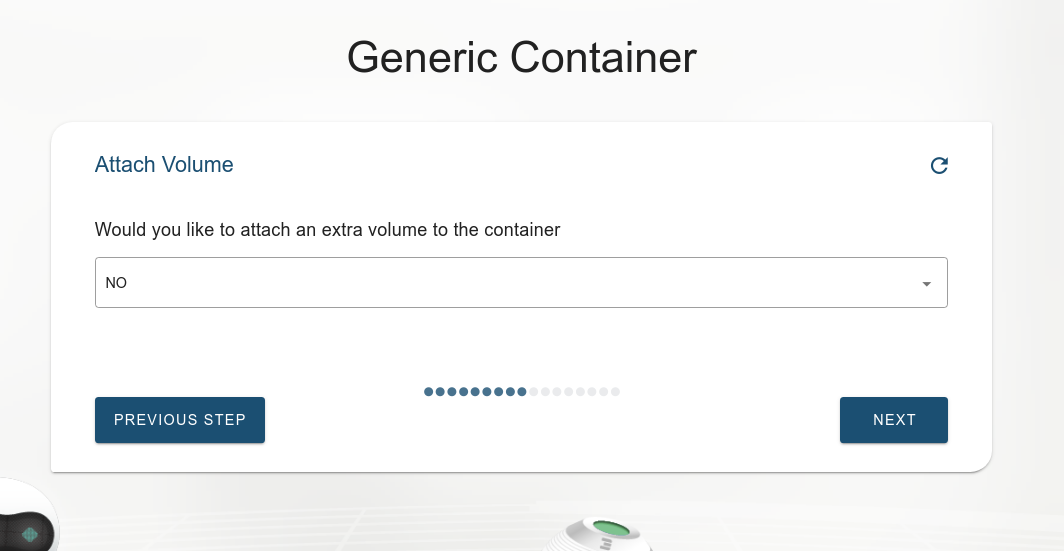 Generic Container
Attach Volume
Would you like to attach an extra volume to the container
NO
PREVIOUS STEP
NEXT